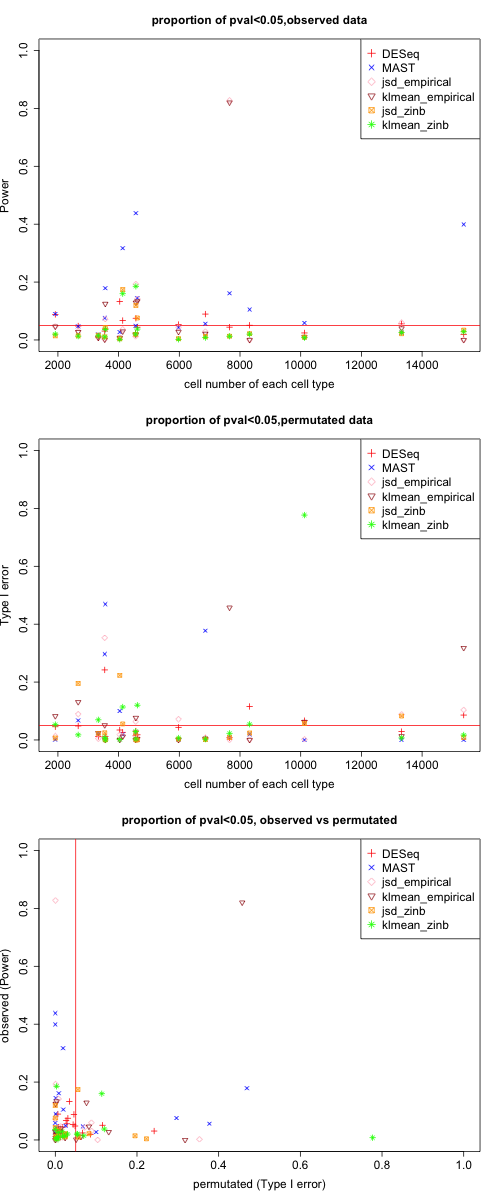 proportion of pval<0.05,observed data
DESeq
MAST
jsd_empirical
klmean_empirical
jsd_zinb
klmean_zinb
Power
0.0 0.2 0.4 0.6 0.8 1.0
2000 4000 6000 8000 10000 12000 14000
cell number of each cell type
proportion of pval<0.05,permutated data
DESeq
MAST
jsd_empirical
klmean_empirical
jsd_zinb
klmean_zinb
Type I error
0.0 0.2 0.4 0.6 0.8 1.0
2000 4000 6000 8000 10000 12000 14000
cell number of each cell type
proportion of pval<0.05, observed vs permutated
DESeq
MAST
jsd_empirical
klmean_empirical
jsd_zinb
klmean_zinb
observed (Power)
0.0 0.2 0.4 0.6 0.8 1.0
0.0 0.2 0.4 0.6 0.8 1.0
permutated (Type I error)